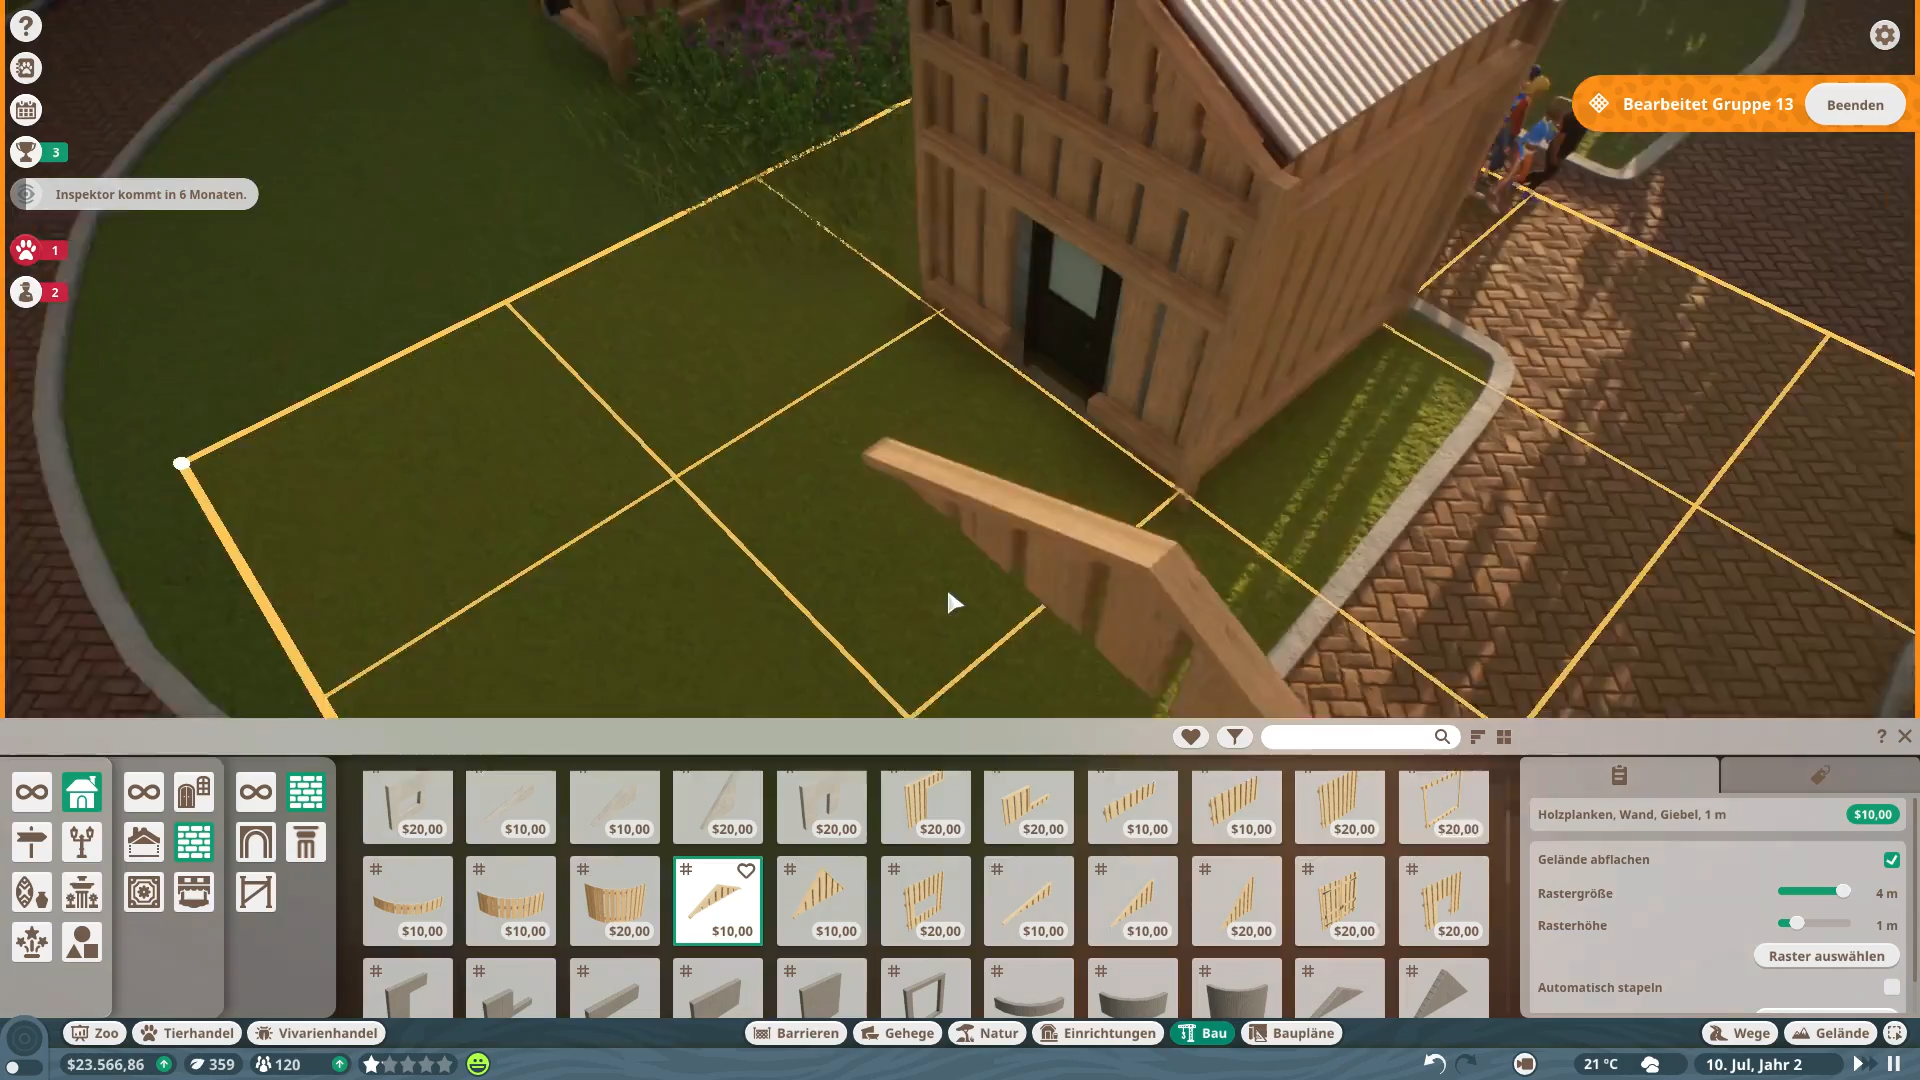 ?
3
Inspektor kommt in 6 Monaten.
1
2
Bearbeitet Gruppe 13
Beenden
?
$20,00 $10,00 $10,00 $20,00 $20,00 $20,00 $20,00 $10,00 $10,00 $20,00 $20,00
$10,00 $10,00 $20,00 $10,00 $10,00 $20,00 $10,00 $10,00 $20,00 $20,00 $20,00
Holzplanken, Wand, Giebel, 1 m $10,00
Gelände abflachen
Rastergröße 4 m
Rasterhöhe 1 m
Raster auswählen
Automatisch stapeln
Zoo Tierhandel Vivarienhandel Barrieren Gehege Natur Einrichtungen Bau Baupläne Wege Gelände
$23.566,86 359 120 21 °C 10. Jul, Jahr 2